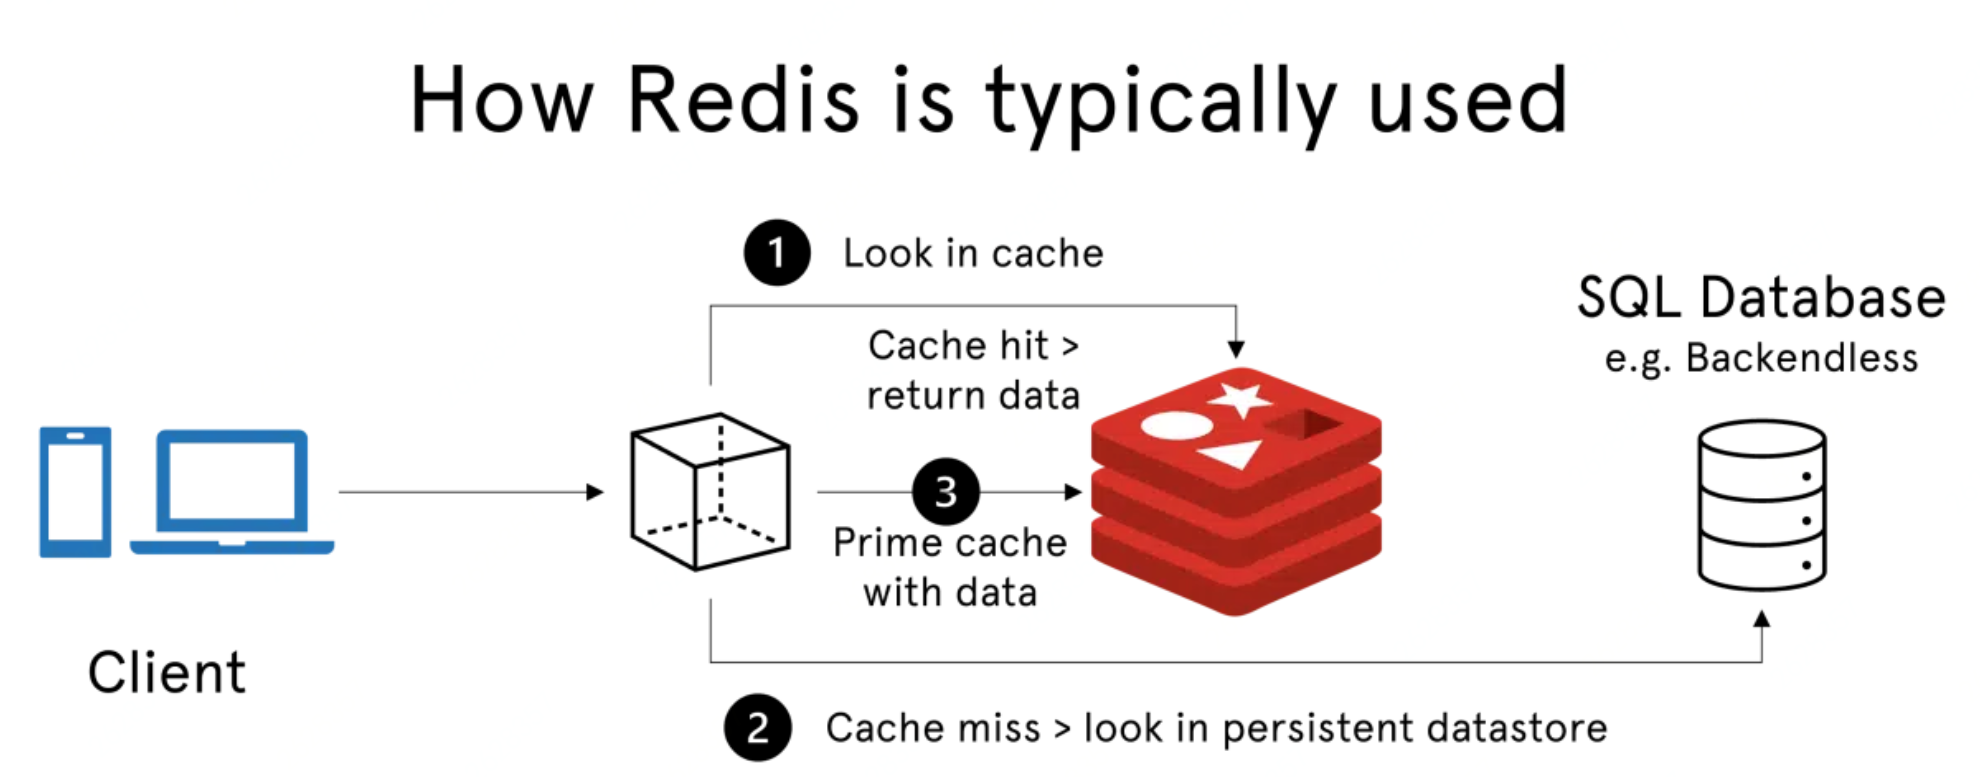 How Redis is typically used
1 Look in cache
Cache hit >
return data
SQL Database
e.g. Backendless
3
Prime cache
with data
Client
2 Cache miss > look in persistent datastore